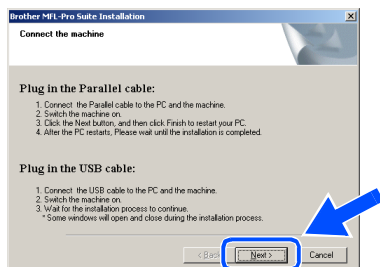 Brother MFL-Pro Suite Installation
Connect the machine
Plug in the Parallel cable:
1. Connect the Parallel cable to the PC and the machine.
2. Switch the machine on.
3. Click the Next button, and then click Finish to restart your PC.
4. After the PC restarts, Please wait until the installation is completed.
Plug in the USB cable:
1. Connect the USB cable to the PC and the machine.
2. Switch the machine on.
3. Wait for the installation process to continue.
* Some windows will open and close during the installation process.
< Back Next > Cancel